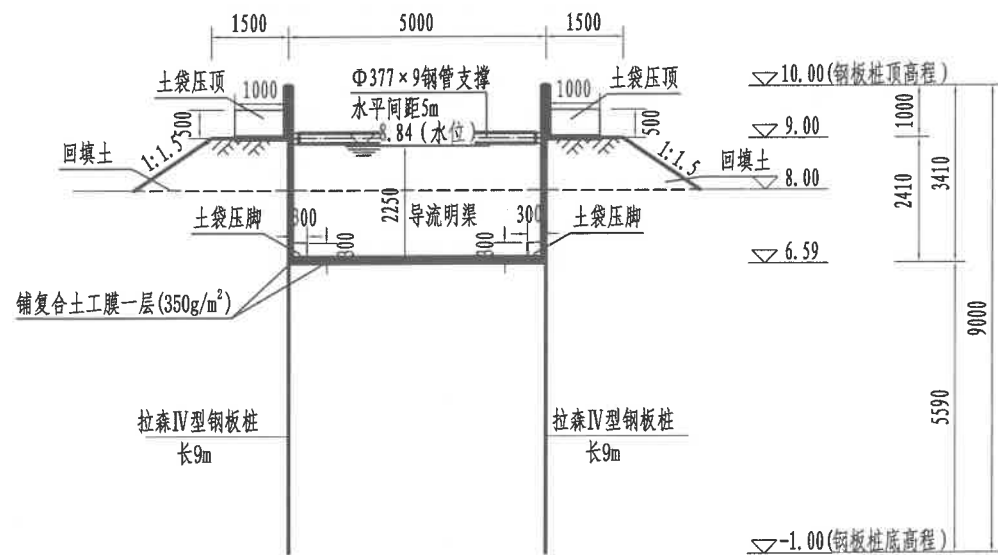 1500
5000
1500
土袋压顶
1000
Φ377×9钢管支撑
水平间距5m
8.84(水位)
1000
土袋压顶
10.00(钢板桩顶高程)
500
500
9.00
1000
回填土
1:1.5
1:1.5
回填土
8.00
2410
3410
土袋压脚
300
300
2250
导流明渠
300
300
土袋压脚
6.59
铺复合土工膜一层(350g/m²)
9000
5590
拉森Ⅳ型钢板桩
长9m
拉森Ⅳ型钢板桩
长9m
-1.00(钢板桩底高程)